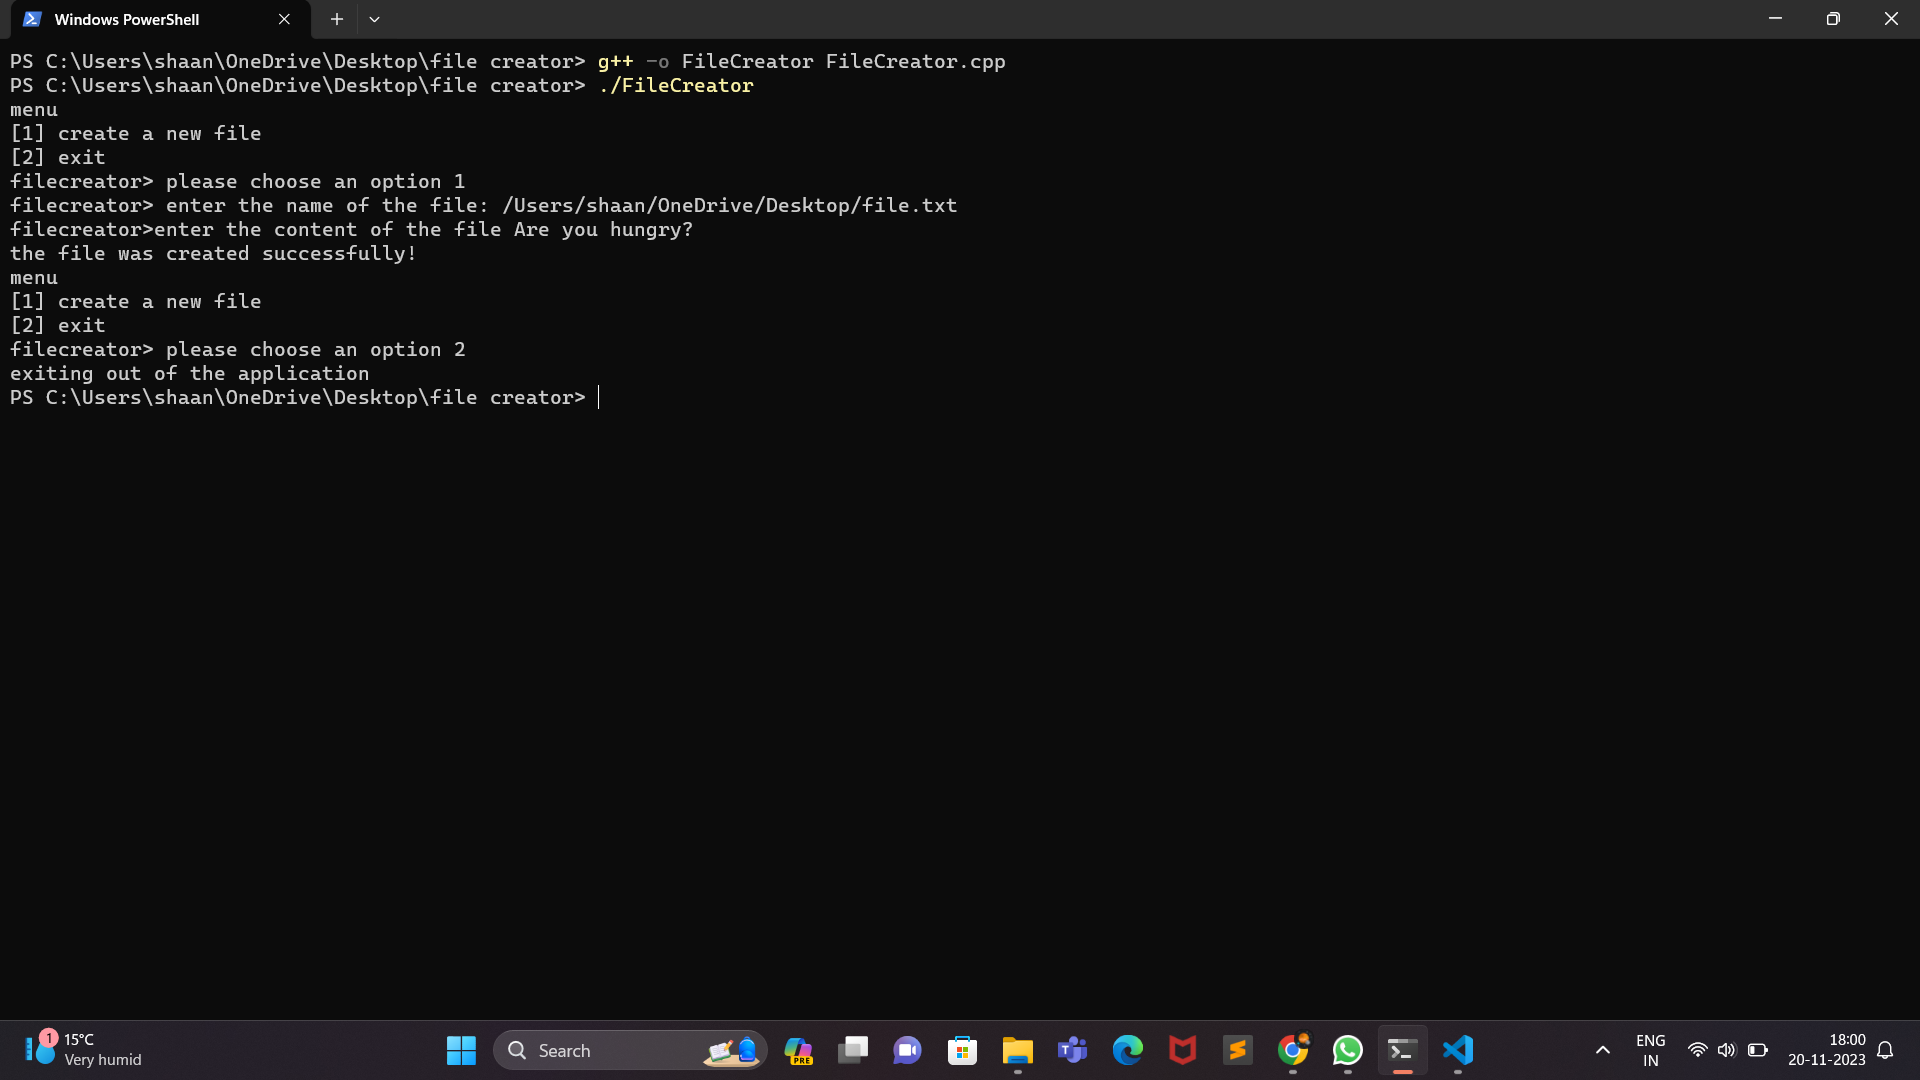 Windows PowerShell
PS C:\Users\shaan\OneDrive\Desktop\file creator> g++ -o FileCreator FileCreator.cpp
PS C:\Users\shaan\OneDrive\Desktop\file creator> ./FileCreator
menu
[1] create a new file
[2] exit
filecreator> please choose an option 1
filecreator> enter the name of the file: /Users/shaan/OneDrive/Desktop/file.txt
filecreator>enter the content of the file Are you hungry?
the file was created successfully!
menu
[1] create a new file
[2] exit
filecreator> please choose an option 2
exiting out of the application
PS C:\Users\shaan\OneDrive\Desktop\file creator>
1
15°C
Very humid
Search
PRE
ENG
IN
18:00
20-11-2023